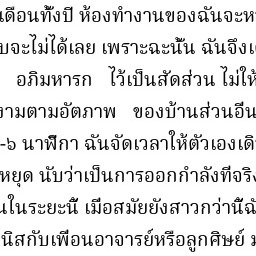 เดือนทั้งปี ห้องทำงานของฉันจะห
บจะไม่ได้เลย เพราะฉะนั้น ฉันจึงเ
อภิมหารก ไว้เป็นสัดส่วน ไม่ให้
งามตามอัตภาพ ของบ้านส่วนอื่น
-๖ นาฬิกา ฉันจัดเวลาให้ตัวเองเดิ
หยุด นับว่าเป็นการออกกำลังที่จริง
นในระยะนี้ เมื่อสมัยยังสาวกว่านี้ฉั
นิสกับเพื่อนอาจารย์หรือลูกศิษย์ ม